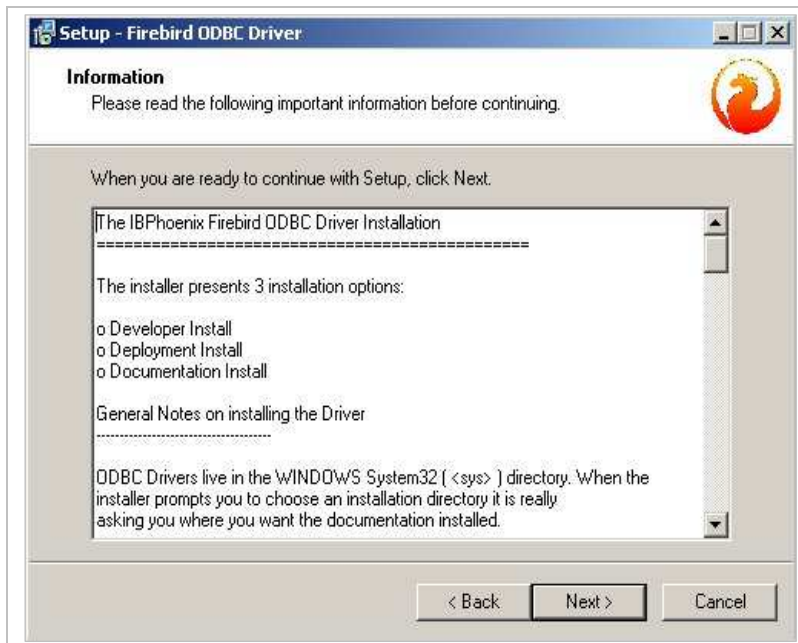 Setup - Firebird ODBC Driver
Information
Please read the following important information before continuing.
When you are ready to continue with Setup, click Next.
The IBPhoenix Firebird ODBC Driver Installation
===============================================
The installer presents 3 installation options:
o Developer Install
o Deployment Install
o Documentation Install
General Notes on installing the Driver
-------------------------------------
ODBC Drivers live in the WINDOWS System32 ( <sys> ) directory. When the
installer prompts you to choose an installation directory it is really
asking you where you want the documentation installed.
< Back
Next >
Cancel